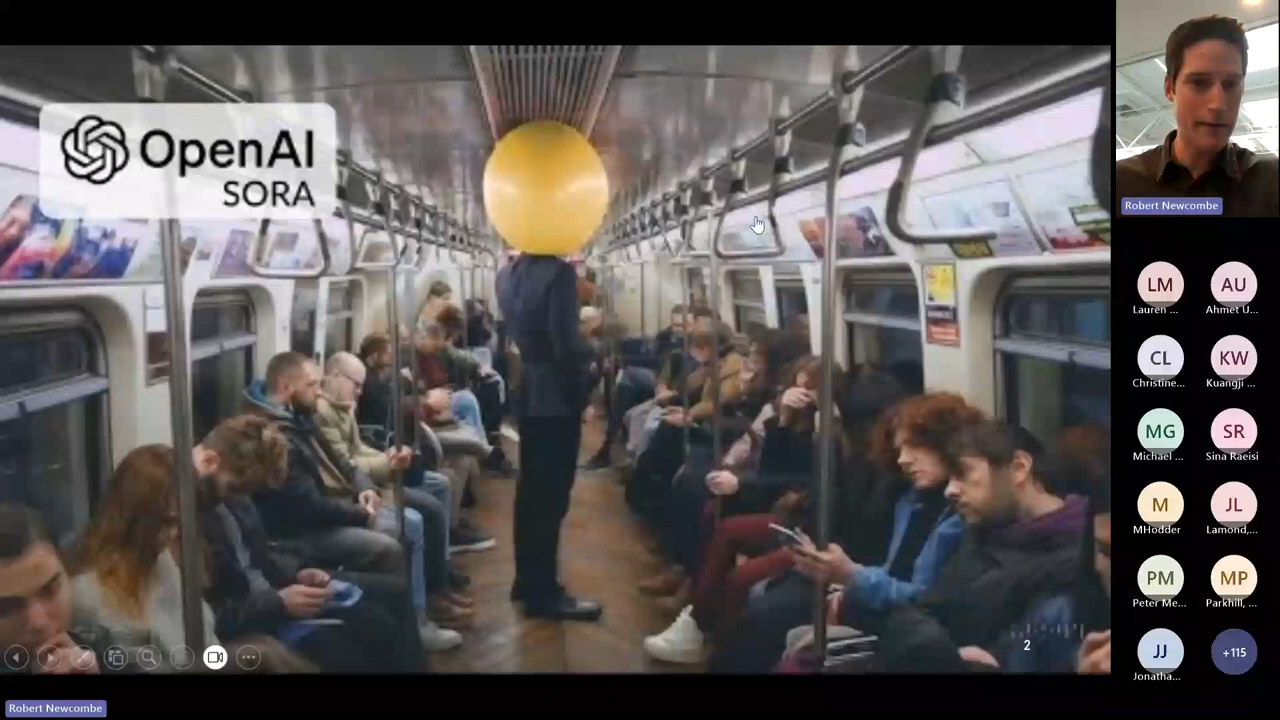 OpenAI
SORA
2
Robert Newcombe
Robert Newcombe
LM
AU
Lauren ...
Ahmet U...
CL
KW
Christine...
Kuangji ...
MG
SR
Michael ...
Sina Raeisi
M
JL
MHodder
Lamond,...
PM
MP
Peter Me...
Parkhill, ...
JJ
+115
Jonatha...